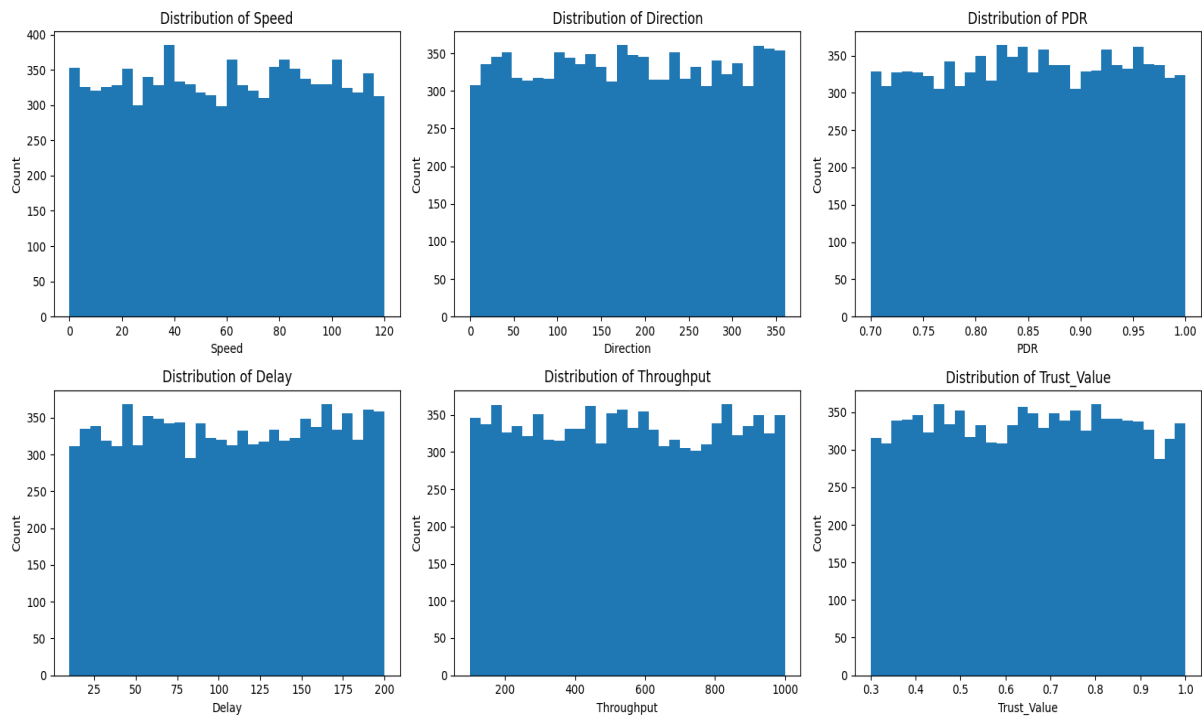 Distribution of Speed
Count
400
350
300
250
200
150
100
50
0
0 20 40 60 80 100 120
Speed
Distribution of Direction
Count
350
300
250
200
150
100
50
0
0 50 100 150 200 250 300 350
Direction
Distribution of PDR
Count
350
300
250
200
150
100
50
0
0.70 0.75 0.80 0.85 0.90 0.95 1.00
PDR
Distribution of Delay
Count
350
300
250
200
150
100
50
0
25 50 75 100 125 150 175 200
Delay
Distribution of Throughput
Count
350
300
250
200
150
100
50
0
200 400 600 800 1000
Throughput
Distribution of Trust_Value
Count
350
300
250
200
150
100
50
0
0.3 0.4 0.5 0.6 0.7 0.8 0.9 1.0
Trust_Value